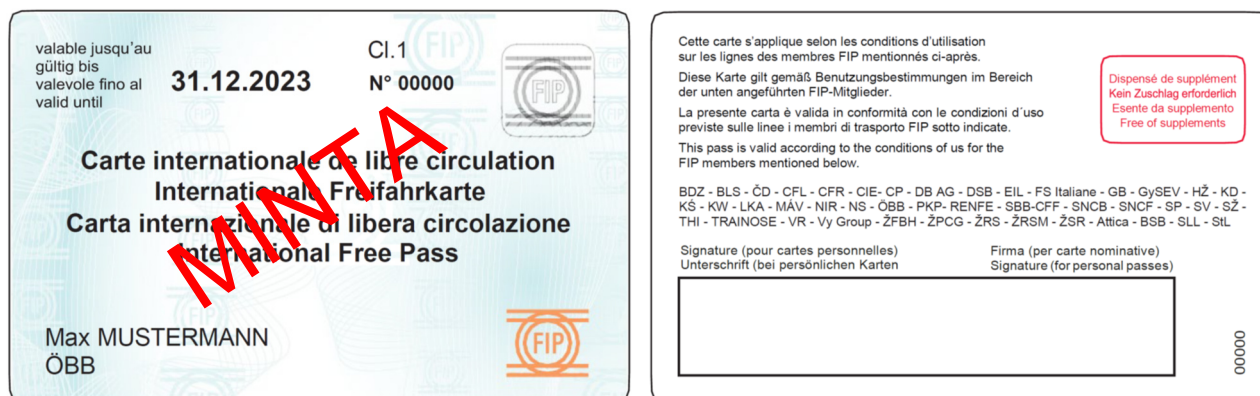 valable jusqu'au
gültig bis
valevole fino al
valid until
31.12.2023
Cl.1
N° 00000
FIP
FIP
Carte internationale de libre circulation
Internationale Freifahrkarte
Carta internazionale di libera circolazione
International Free Pass
MINTA
Max MUSTERMANN
ÖBB
FIP
Cette carte s'applique selon les conditions d'utilisation
sur les lignes des membres FIP mentionnés ci-après.
Diese Karte gilt gemäß Benutzungsbestimmungen im Bereich
der unten angeführten FIP-Mitglieder.
La presente carta è valida in conformità con le condizioni d´uso
previste sulle linee i membri di trasporto FIP sotto indicate.
This pass is valid according to the conditions of us for the
FIP members mentioned below.
Dispensé de supplément
Kein Zuschlag erforderlich
Esente da supplemento
Free of supplements
BDZ - BLS - ČD - CFL - CFR - CIE- CP - DB AG - DSB - EIL - FS Italiane - GB - GySEV - HŽ - KD -
KŚ - KW - LKA - MÁV - NIR - NS - ÖBB - PKP- RENFE - SBB-CFF - SNCB - SNCF - SP - SV - SŽ -
THI - TRAINOSE - VR - Vy Group - ŽFBH - ŽPCG - ŽRS - ŽRSM - ŽSR - Attica - BSB - SLL - StL
Signature (pour cartes personnelles)
Unterschrift (bei persönlichen Karten
Firma (per carte nominative)
Signature (for personal passes)
00000